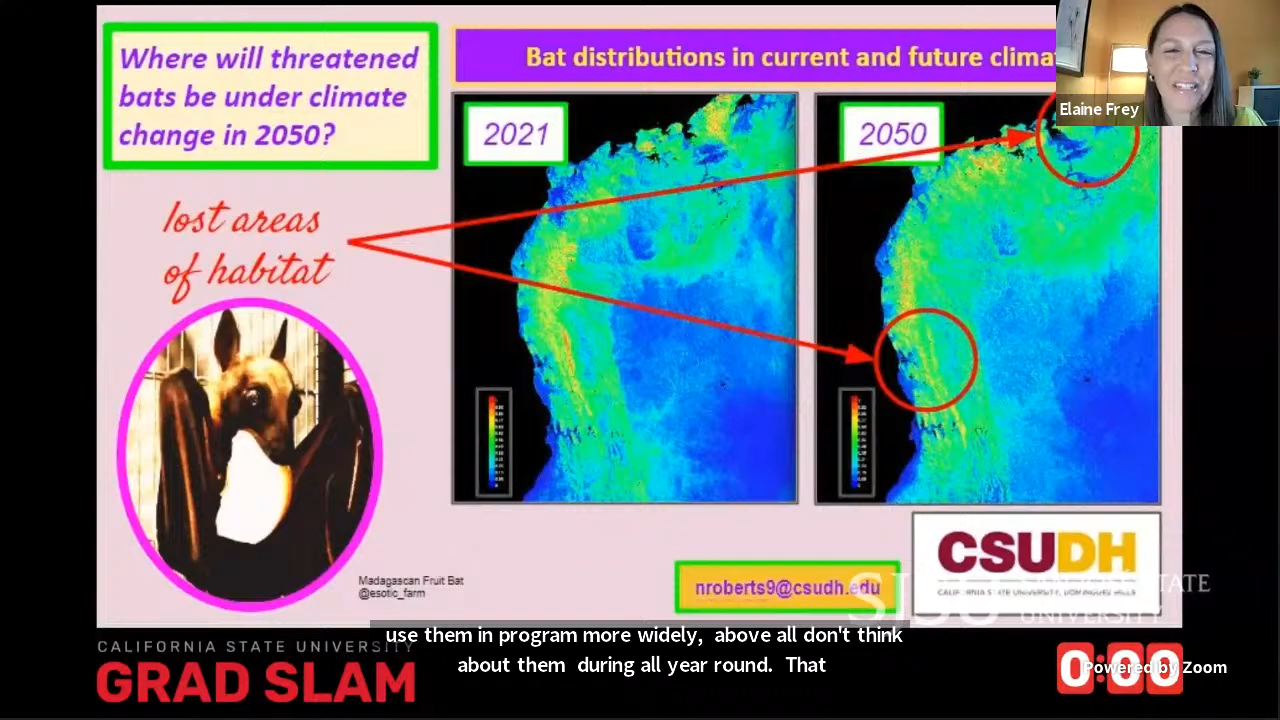 Where will threatened
bats be under climate
change in 2050?
Bat distributions in current and future clima
Elaine Frey
2021
2050
lost areas
of habitat
Madagascan Fruit Bat
@esotic_farm
nroberts9@csudh.edu
CSUDH
CALIFORNIA STATE UNIVERSITY, DOMINGUEZ HILLS
SJSU
UNIVERSITY
use them in program more widely, above all don't think
about them during all year round. That
CALIFORNIA STATE UNIVERSITY
GRAD SLAM
0:00
Powered by Zoom